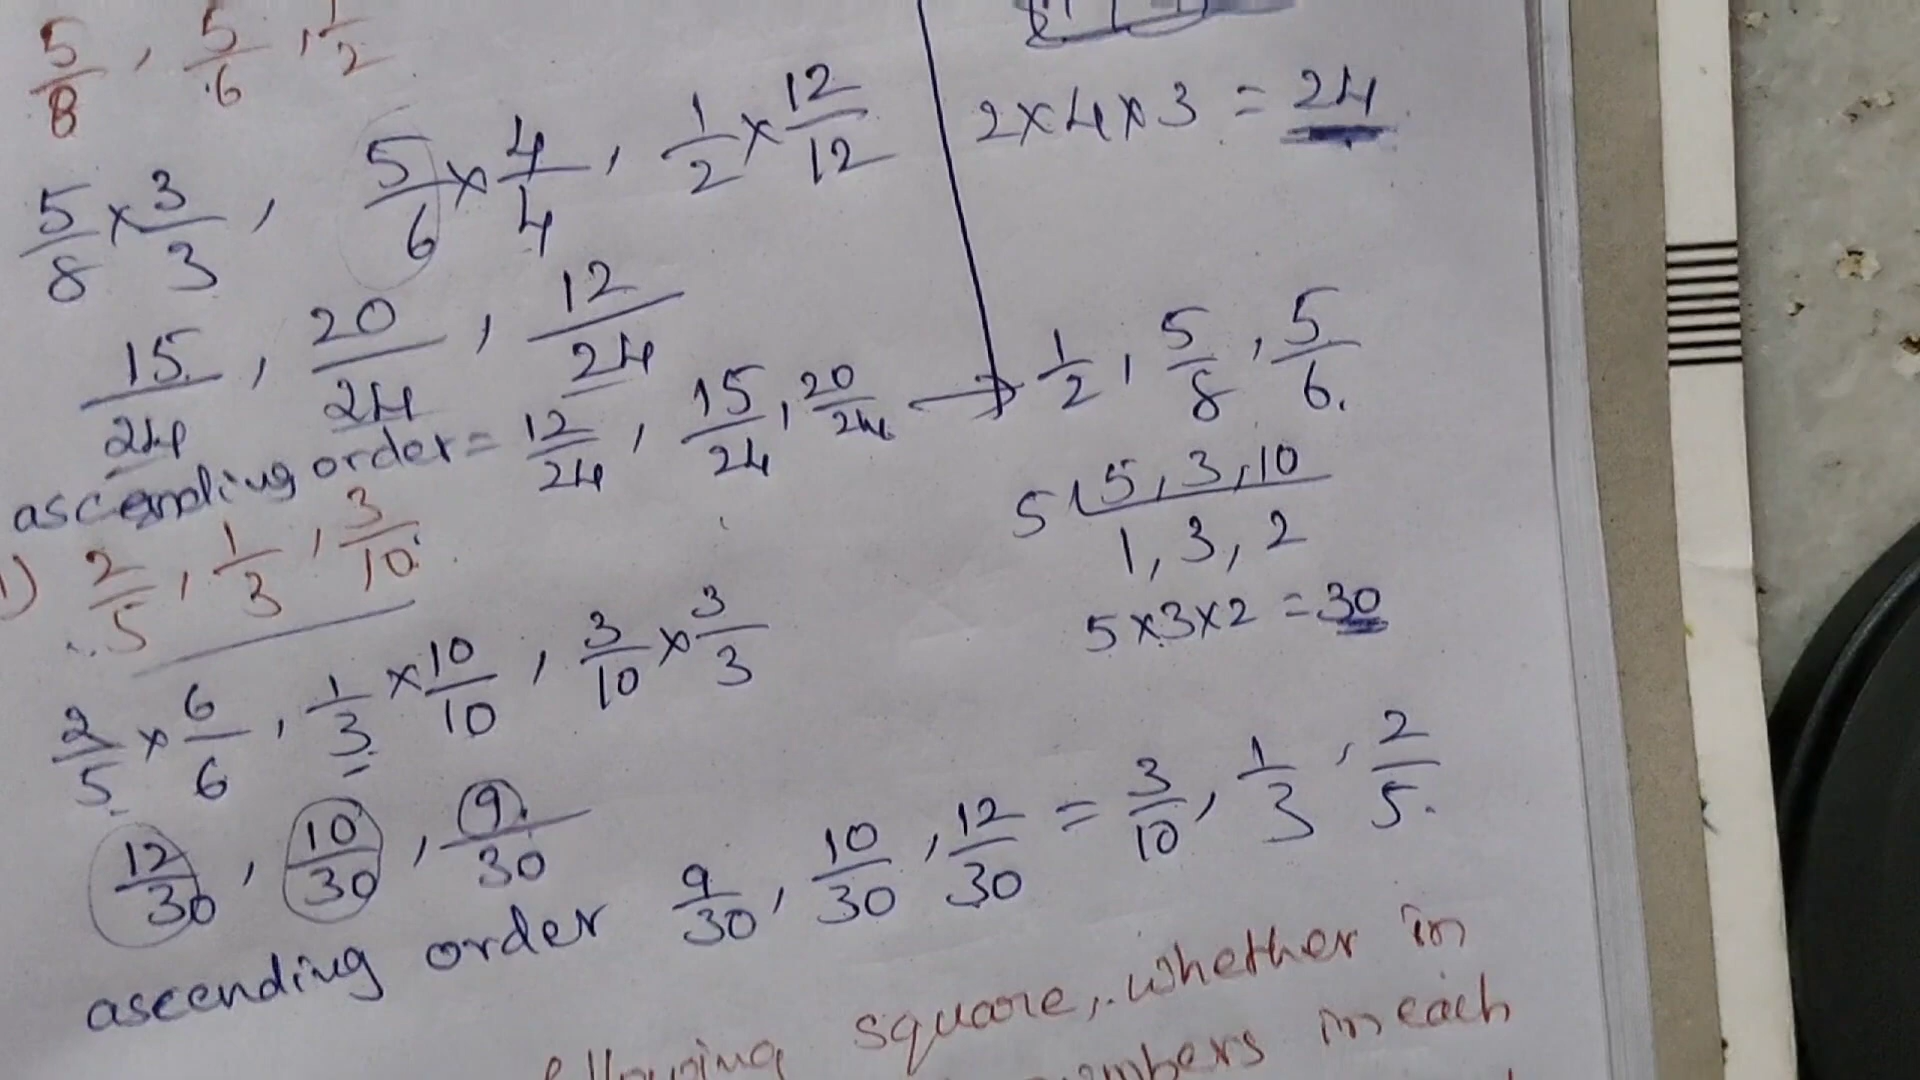 5/8, 5/6, 1/2
5/8 × 3/3, 5/6 × 4/4, 1/2 × 12/12
2×4×3 = 24
15/24, 20/24, 12/24
ascending order = 12/24, 15/24, 20/24 → 1/2, 5/8, 5/6.
2/5, 1/3, 3/10.
5 | 5, 3, 10
1, 3, 2
5×3×2 = 30
2/5 × 6/6, 1/3 × 10/10, 3/10 × 3/3
12/30, 10/30, 9/30
ascending order 9/30, 10/30, 12/30 = 3/10, 1/3, 2/5.
square, whether in
in each